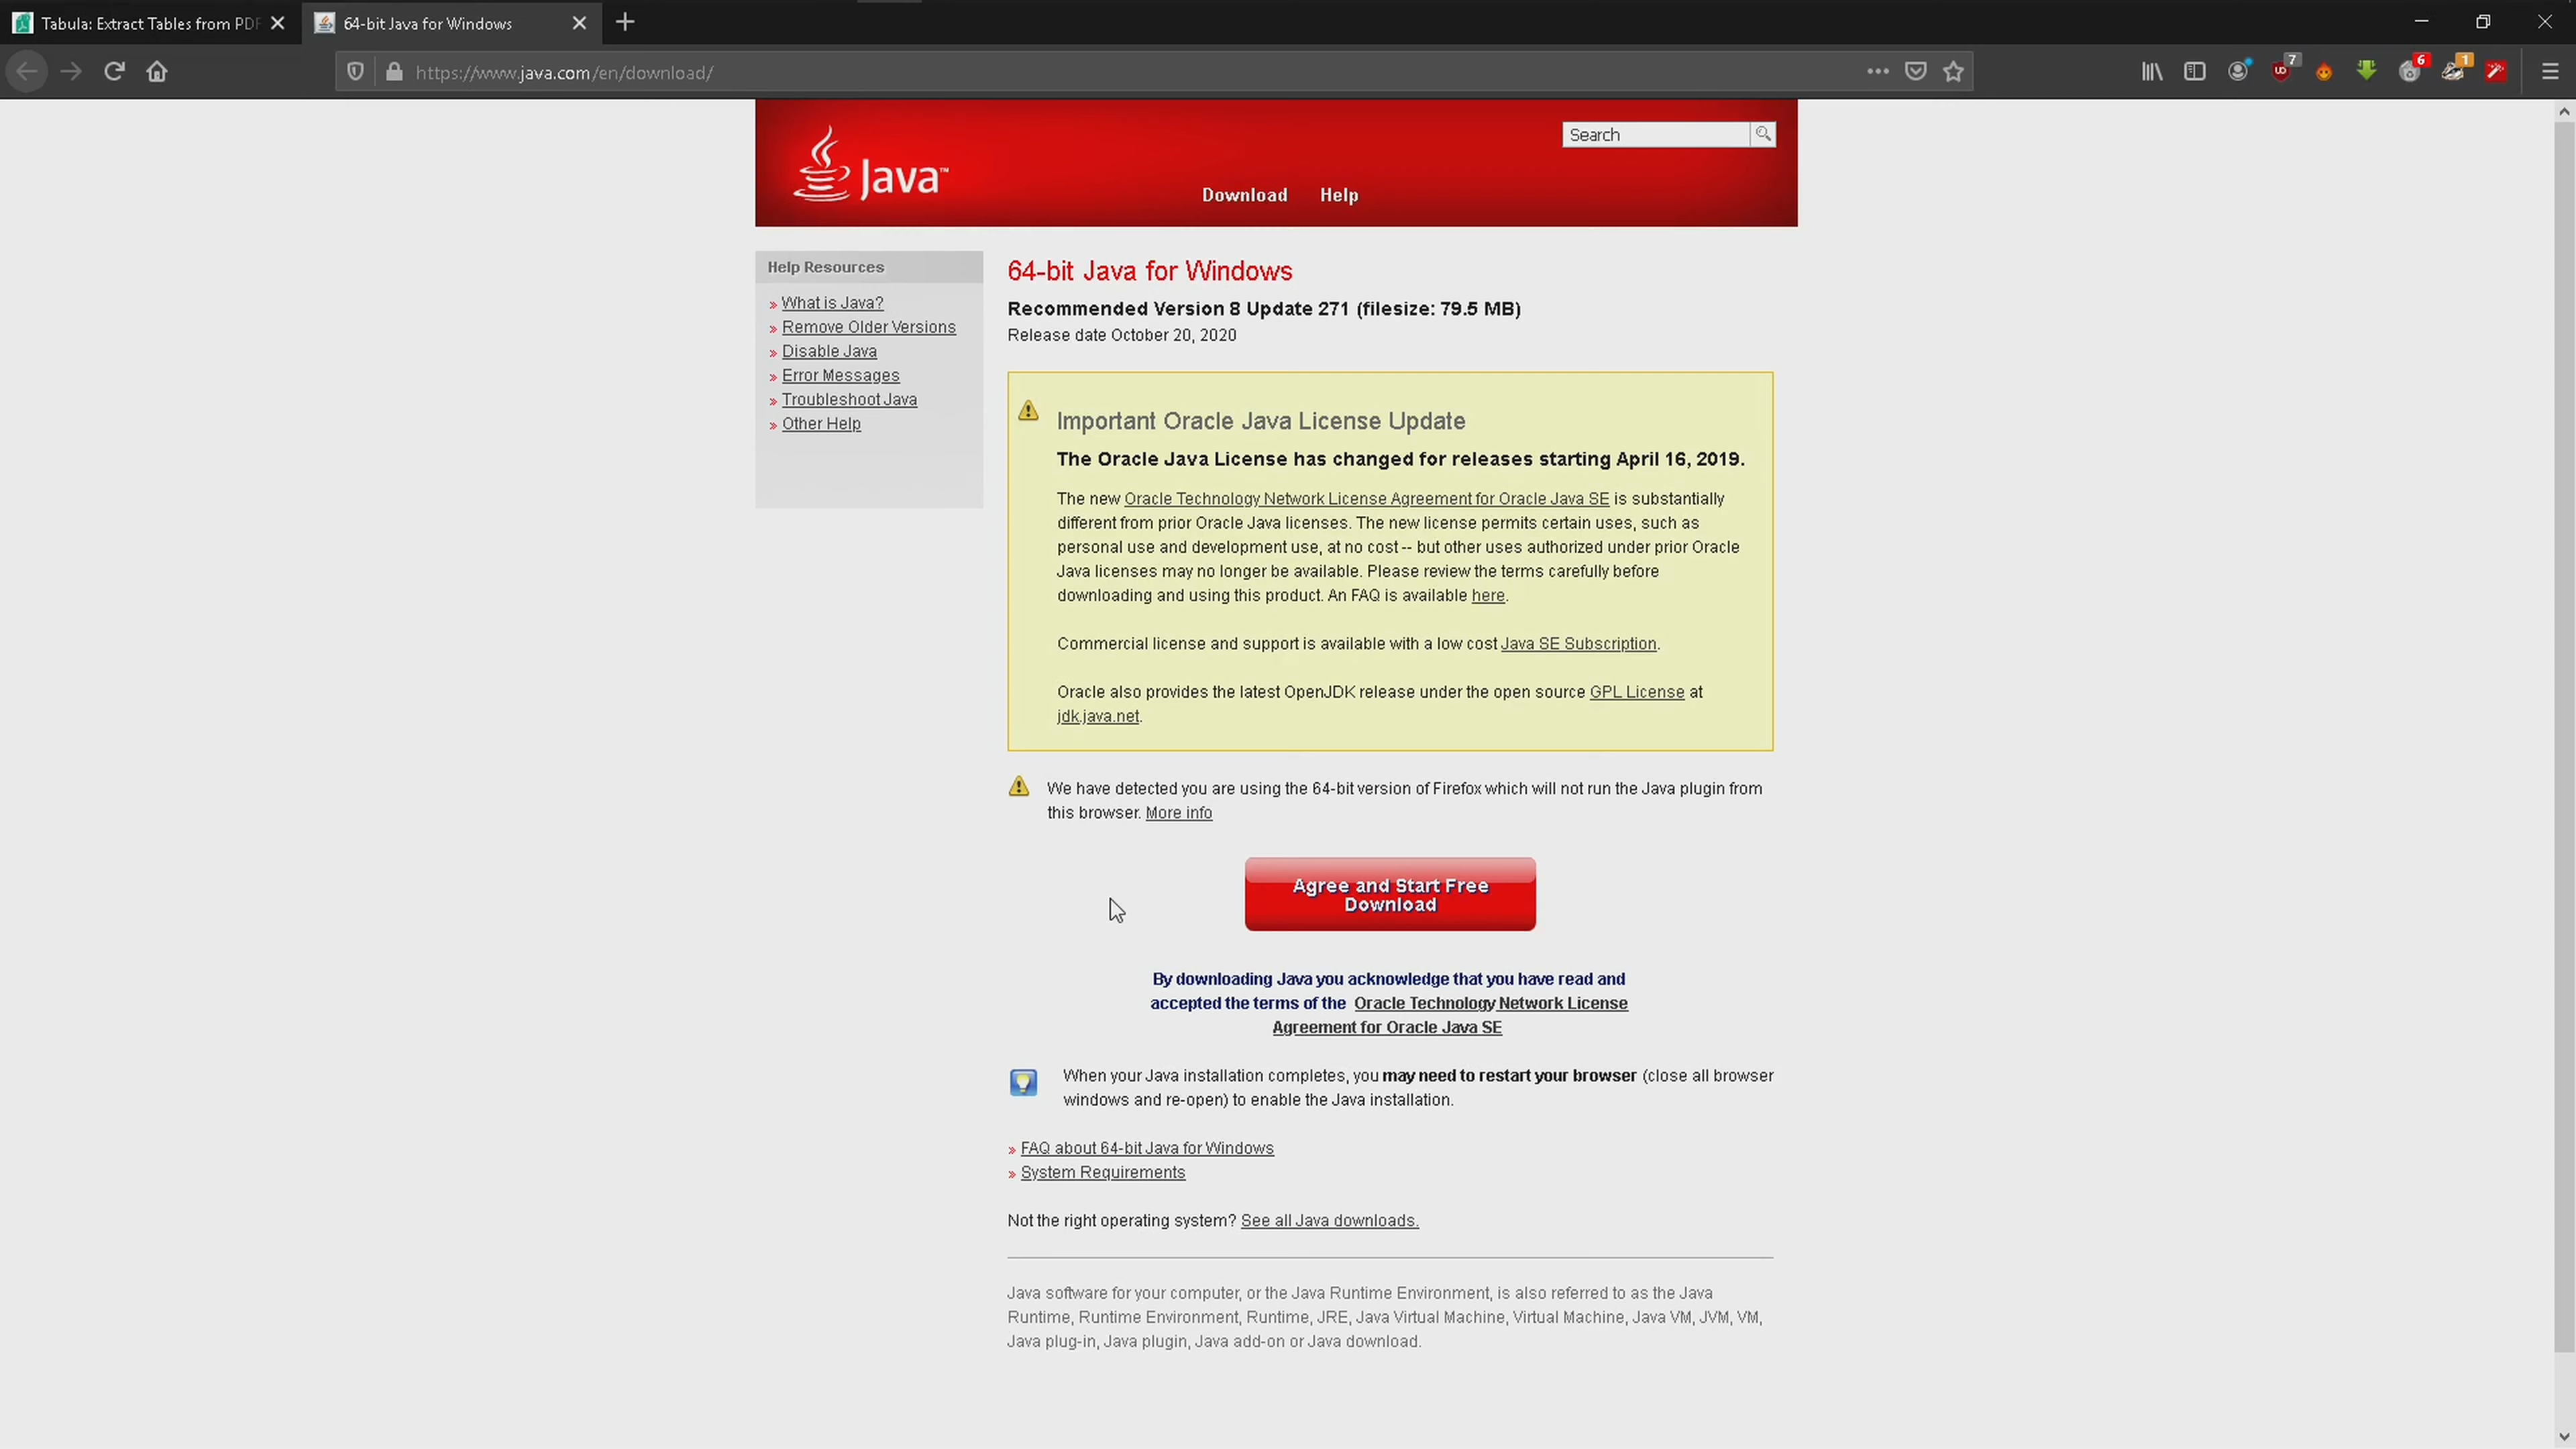 Tabula: Extract Tables from PDF
64-bit Java for Windows
https://www.java.com/en/download/
7
6
1
Java™
Search
Download Help
Help Resources
» What is Java?
» Remove Older Versions
» Disable Java
» Error Messages
» Troubleshoot Java
» Other Help
64-bit Java for Windows
Recommended Version 8 Update 271 (filesize: 79.5 MB)
Release date October 20, 2020
Important Oracle Java License Update
The Oracle Java License has changed for releases starting April 16, 2019.
The new Oracle Technology Network License Agreement for Oracle Java SE is substantially
different from prior Oracle Java licenses. The new license permits certain uses, such as
personal use and development use, at no cost -- but other uses authorized under prior Oracle
Java licenses may no longer be available. Please review the terms carefully before
downloading and using this product. An FAQ is available here.
Commercial license and support is available with a low cost Java SE Subscription.
Oracle also provides the latest OpenJDK release under the open source GPL License at
jdk.java.net.
We have detected you are using the 64-bit version of Firefox which will not run the Java plugin from
this browser. More info
Agree and Start Free
Download
By downloading Java you acknowledge that you have read and
accepted the terms of the Oracle Technology Network License
Agreement for Oracle Java SE
When your Java installation completes, you may need to restart your browser (close all browser
windows and re-open) to enable the Java installation.
» FAQ about 64-bit Java for Windows
» System Requirements
Not the right operating system? See all Java downloads.
Java software for your computer, or the Java Runtime Environment, is also referred to as the Java
Runtime, Runtime Environment, Runtime, JRE, Java Virtual Machine, Virtual Machine, Java VM, JVM, VM,
Java plug-in, Java plugin, Java add-on or Java download.